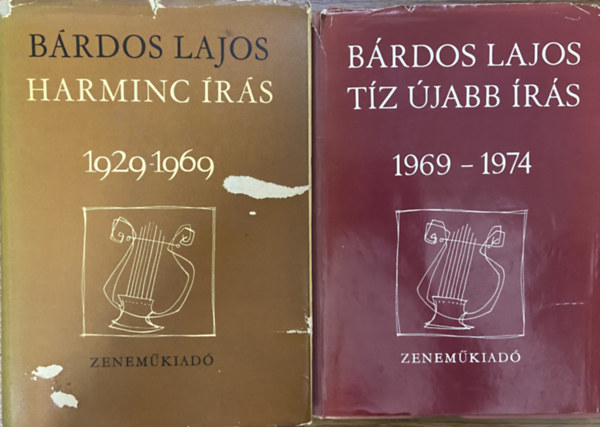 BÁRDOS LAJOS
HARMINC ÍRÁS
1929-1969
ZENEMŰKIADÓ
BÁRDOS LAJOS
TÍZ ÚJABB ÍRÁS
1969 – 1974
ZENEMŰKIADÓ